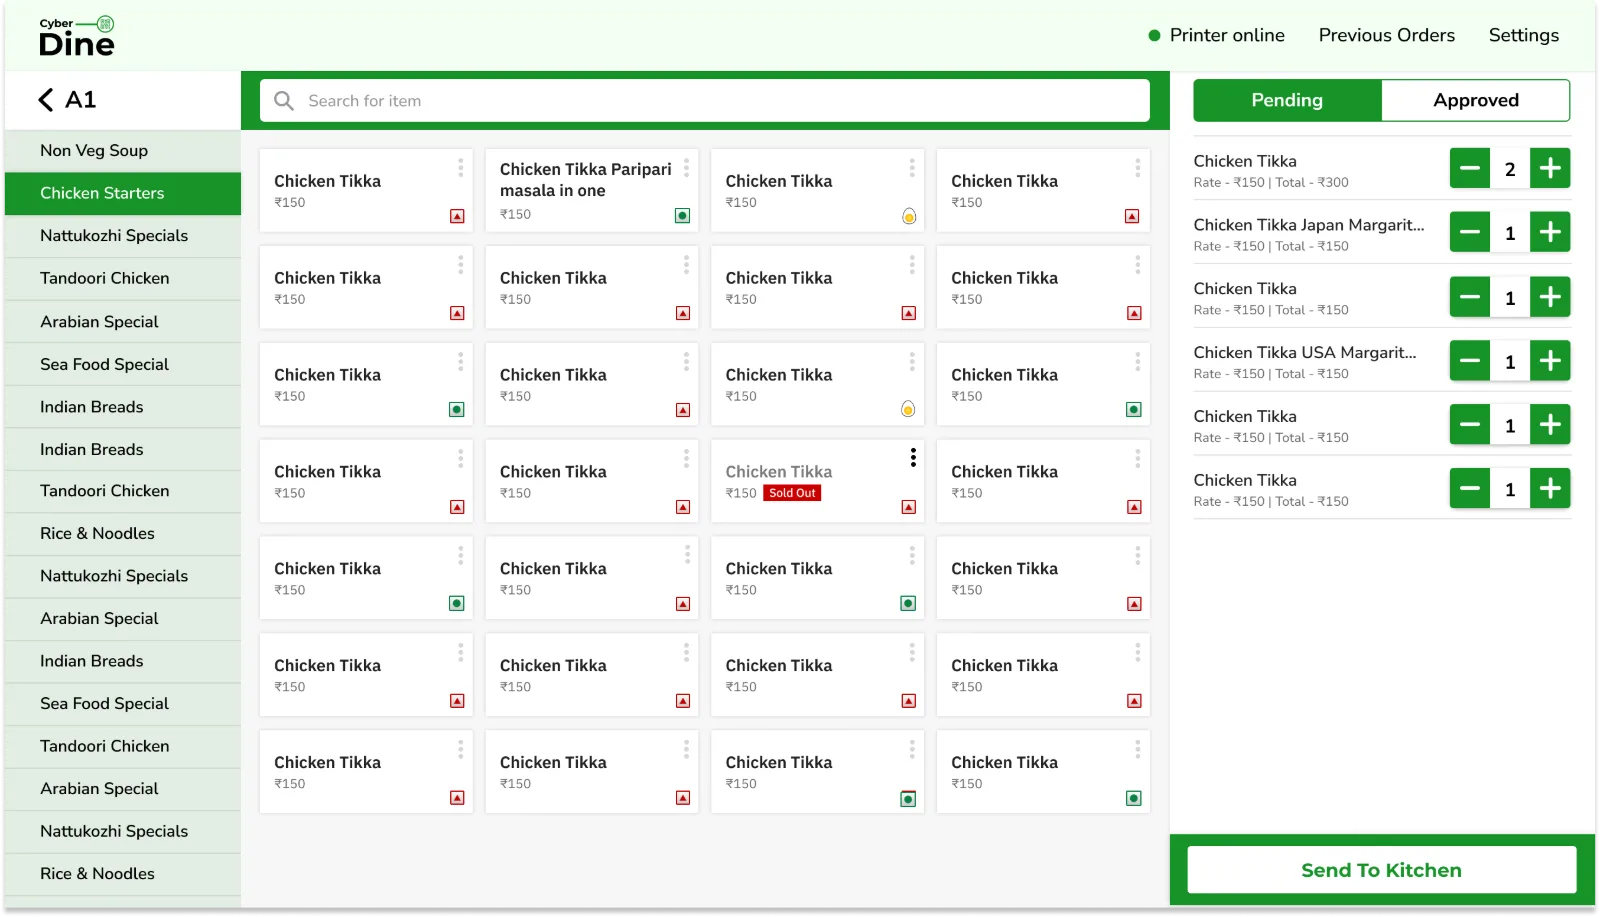 Cyber
Dine
Printer online
Previous Orders
Settings
A1
Non Veg Soup
Chicken Starters
Nattukozhi Specials
Tandoori Chicken
Arabian Special
Sea Food Special
Indian Breads
Indian Breads
Tandoori Chicken
Rice & Noodles
Nattukozhi Specials
Arabian Special
Indian Breads
Sea Food Special
Tandoori Chicken
Arabian Special
Nattukozhi Specials
Rice & Noodles
Search for item
Chicken Tikka
₹150
Chicken Tikka Paripari
masala in one
₹150
Chicken Tikka
₹150
Chicken Tikka
₹150
Chicken Tikka
₹150
Chicken Tikka
₹150
Chicken Tikka
₹150
Chicken Tikka
₹150
Chicken Tikka
₹150
Chicken Tikka
₹150
Chicken Tikka
₹150
Chicken Tikka
₹150
Chicken Tikka
₹150
Chicken Tikka
₹150
Chicken Tikka
₹150 Sold Out
Chicken Tikka
₹150
Chicken Tikka
₹150
Chicken Tikka
₹150
Chicken Tikka
₹150
Chicken Tikka
₹150
Chicken Tikka
₹150
Chicken Tikka
₹150
Chicken Tikka
₹150
Chicken Tikka
₹150
Chicken Tikka
₹150
Chicken Tikka
₹150
Chicken Tikka
₹150
Chicken Tikka
₹150
Pending
Approved
Chicken Tikka
Rate - ₹150 | Total - ₹300
2
Chicken Tikka Japan Margarit...
Rate - ₹150 | Total - ₹150
1
Chicken Tikka
Rate - ₹150 | Total - ₹150
1
Chicken Tikka USA Margarit...
Rate - ₹150 | Total - ₹150
1
Chicken Tikka
Rate - ₹150 | Total - ₹150
1
Chicken Tikka
Rate - ₹150 | Total - ₹150
1
Send To Kitchen